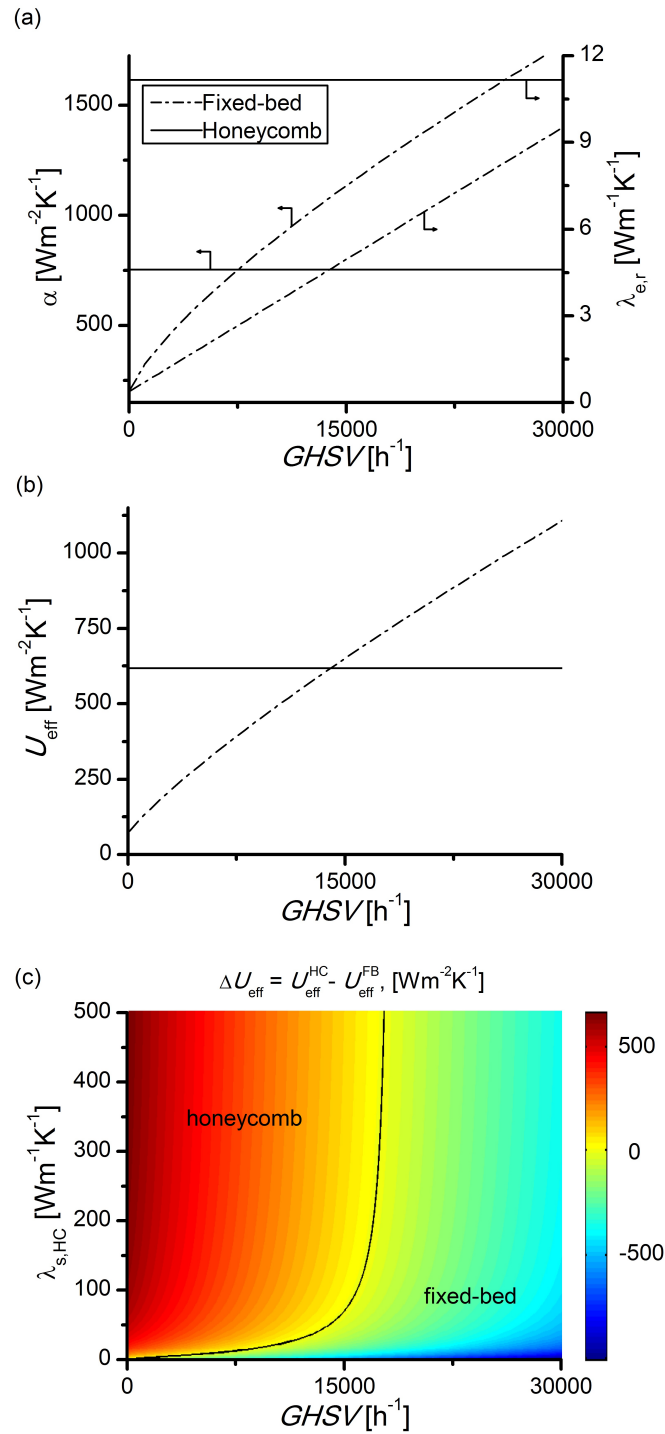 (a)
1500
1000
500
α [Wm⁻²K⁻¹]
Fixed-bed
Honeycomb
12
9
6
3
0
λe,r [Wm⁻¹K⁻¹]
0 15000 30000
GHSV [h⁻¹]
(b)
1000
750
500
250
0
Ueff [Wm⁻²K⁻¹]
0 15000 30000
GHSV [h⁻¹]
(c)
ΔUeff = UeffHC - UeffFB, [Wm⁻²K⁻¹]
500
400
300
200
100
0
λs,HC [Wm⁻¹K⁻¹]
honeycomb
fixed-bed
500
0
-500
0 15000 30000
GHSV [h⁻¹]